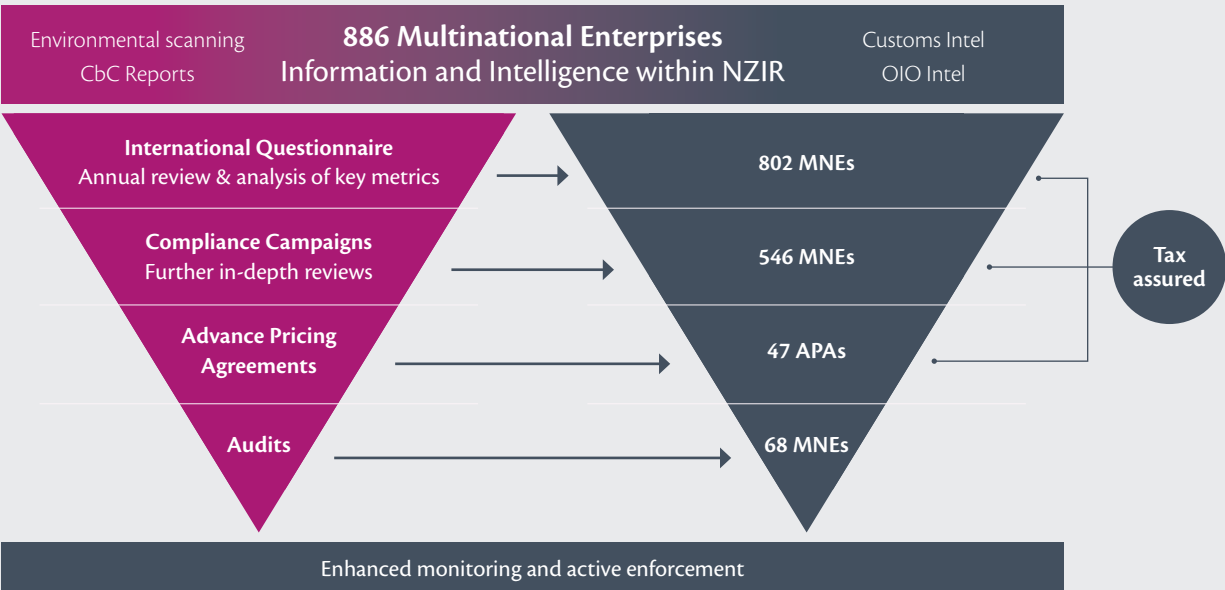 Environmental scanning
CbC Reports
886 Multinational Enterprises
Information and Intelligence within NZIR
Customs Intel
OIO Intel
International Questionnaire
Annual review & analysis of key metrics
802 MNEs
Compliance Campaigns
Further in-depth reviews
546 MNEs
Tax
assured
Advance Pricing
Agreements
47 APAs
Audits
68 MNEs
Enhanced monitoring and active enforcement